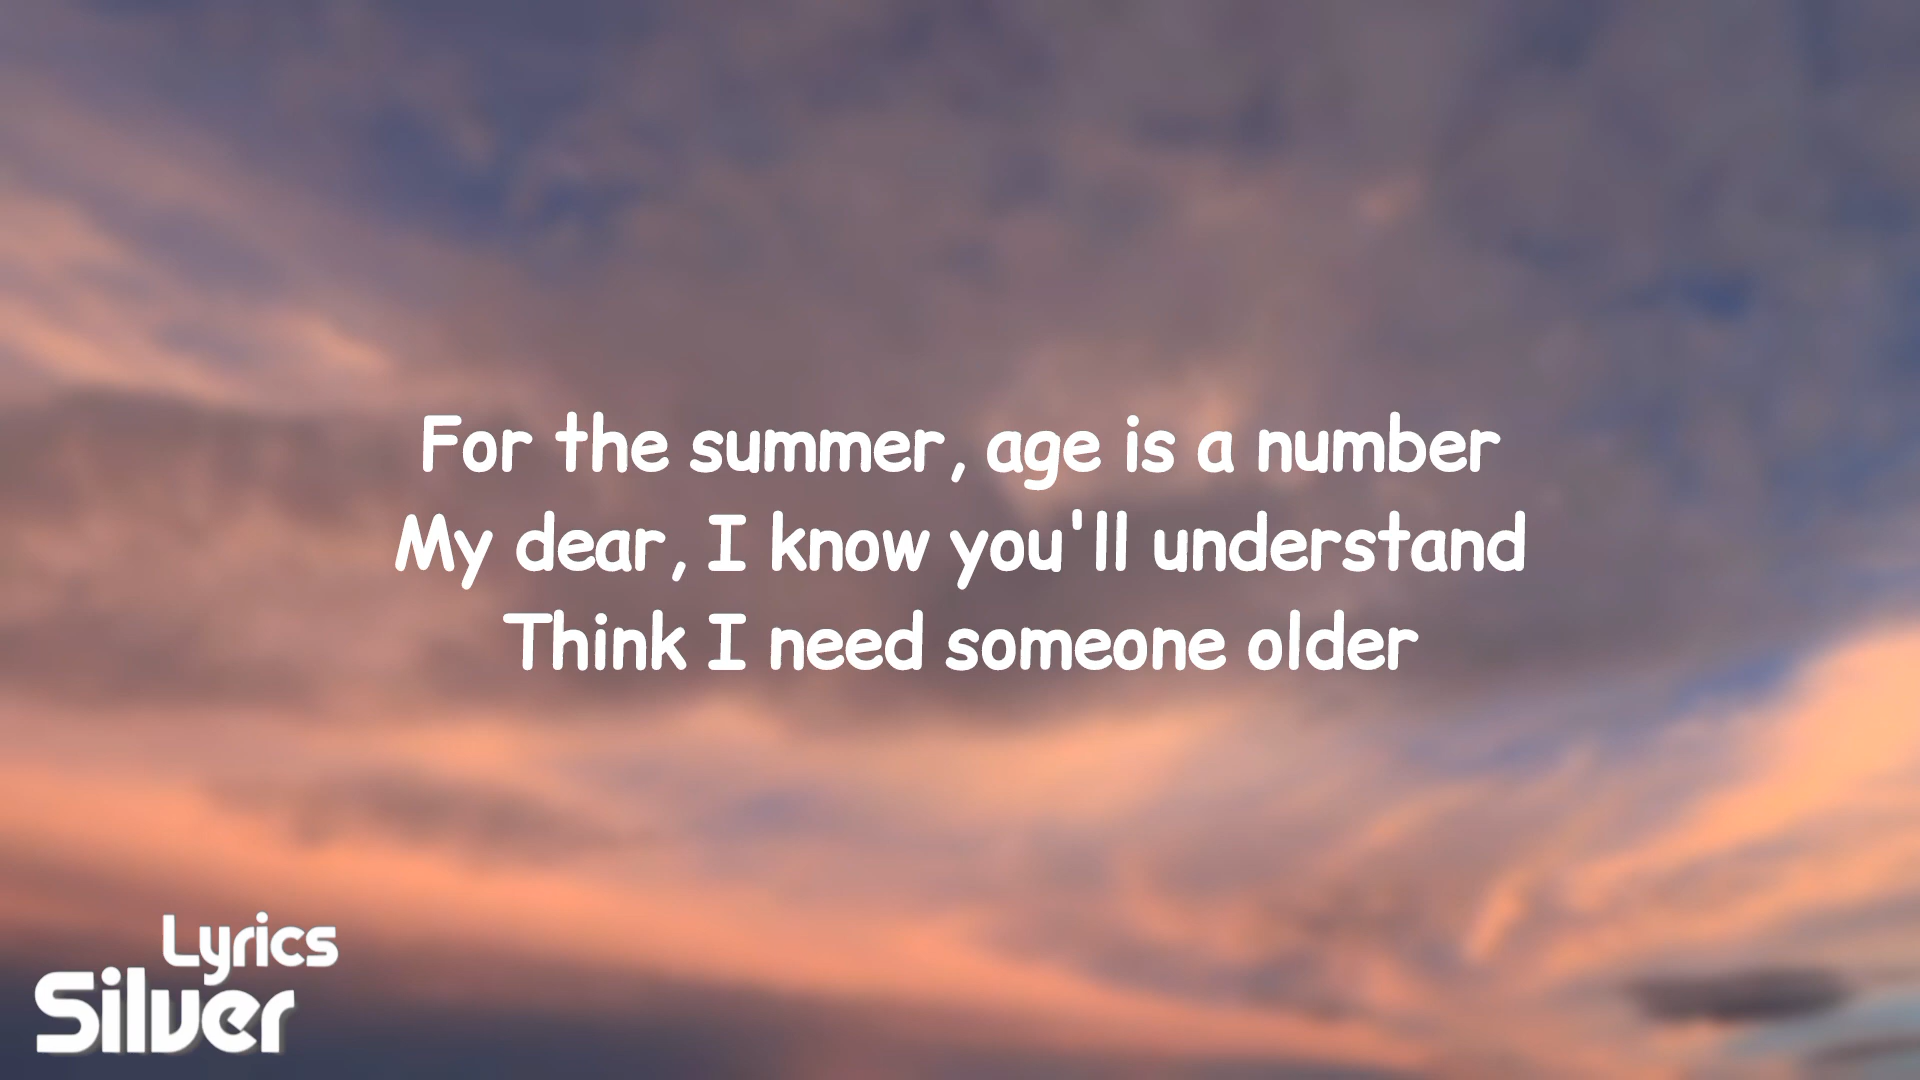 For the summer, age is a number
My dear, I know you'll understand
Think I need someone older
Lyrics
Silver